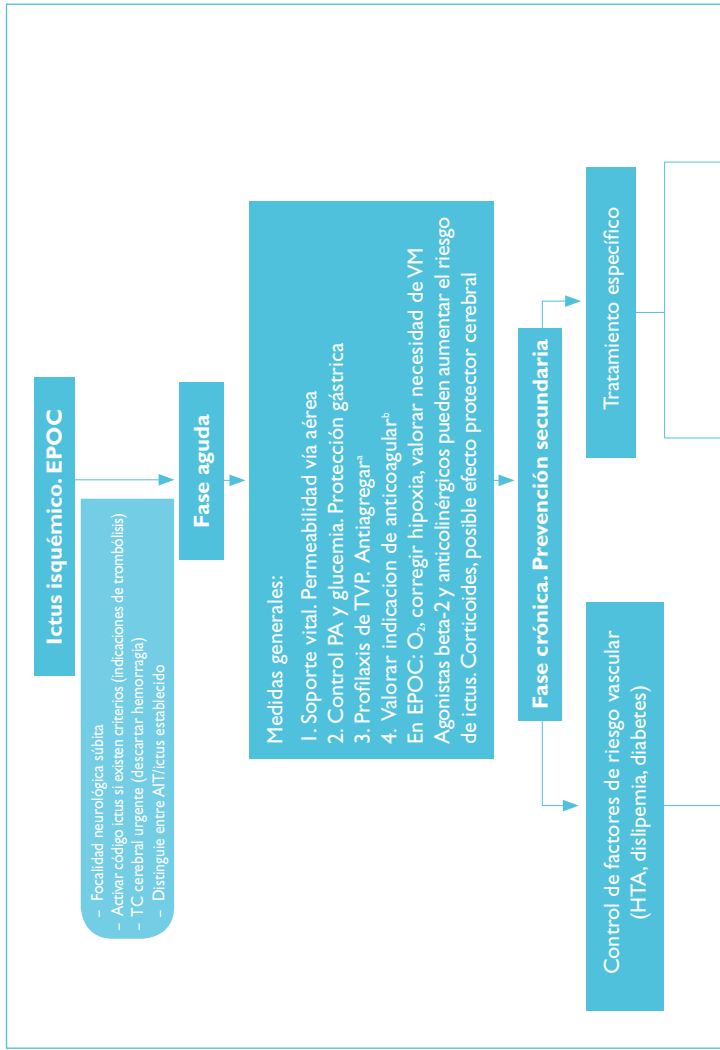 Ictus isquémico. EPOC
– Focalidad neurológica súbita
– Activar código ictus si existen criterios (indicaciones de trombólisis)
– TC cerebral urgente (descartar hemorragia)
– Distinguie entre AIT/ictus establecido
Fase aguda
Medidas generales:
1. Soporte vital. Permeabilidad vía aérea
2. Control PA y glucemia. Protección gástrica
3. Profilaxis de TVP. Antiagregarª
4. Valorar indicacion de anticoagularᵇ
En EPOC: O₂, corregir hipoxia, valorar necesidad de VM
Agonistas beta-2 y anticolinérgicos pueden aumentar el riesgo
de ictus. Corticoides, posible efecto protector cerebral
Fase crónica. Prevención secundaria
Control de factores de riesgo vascular
(HTA, dislipemia, diabetes)
Tratamiento específico